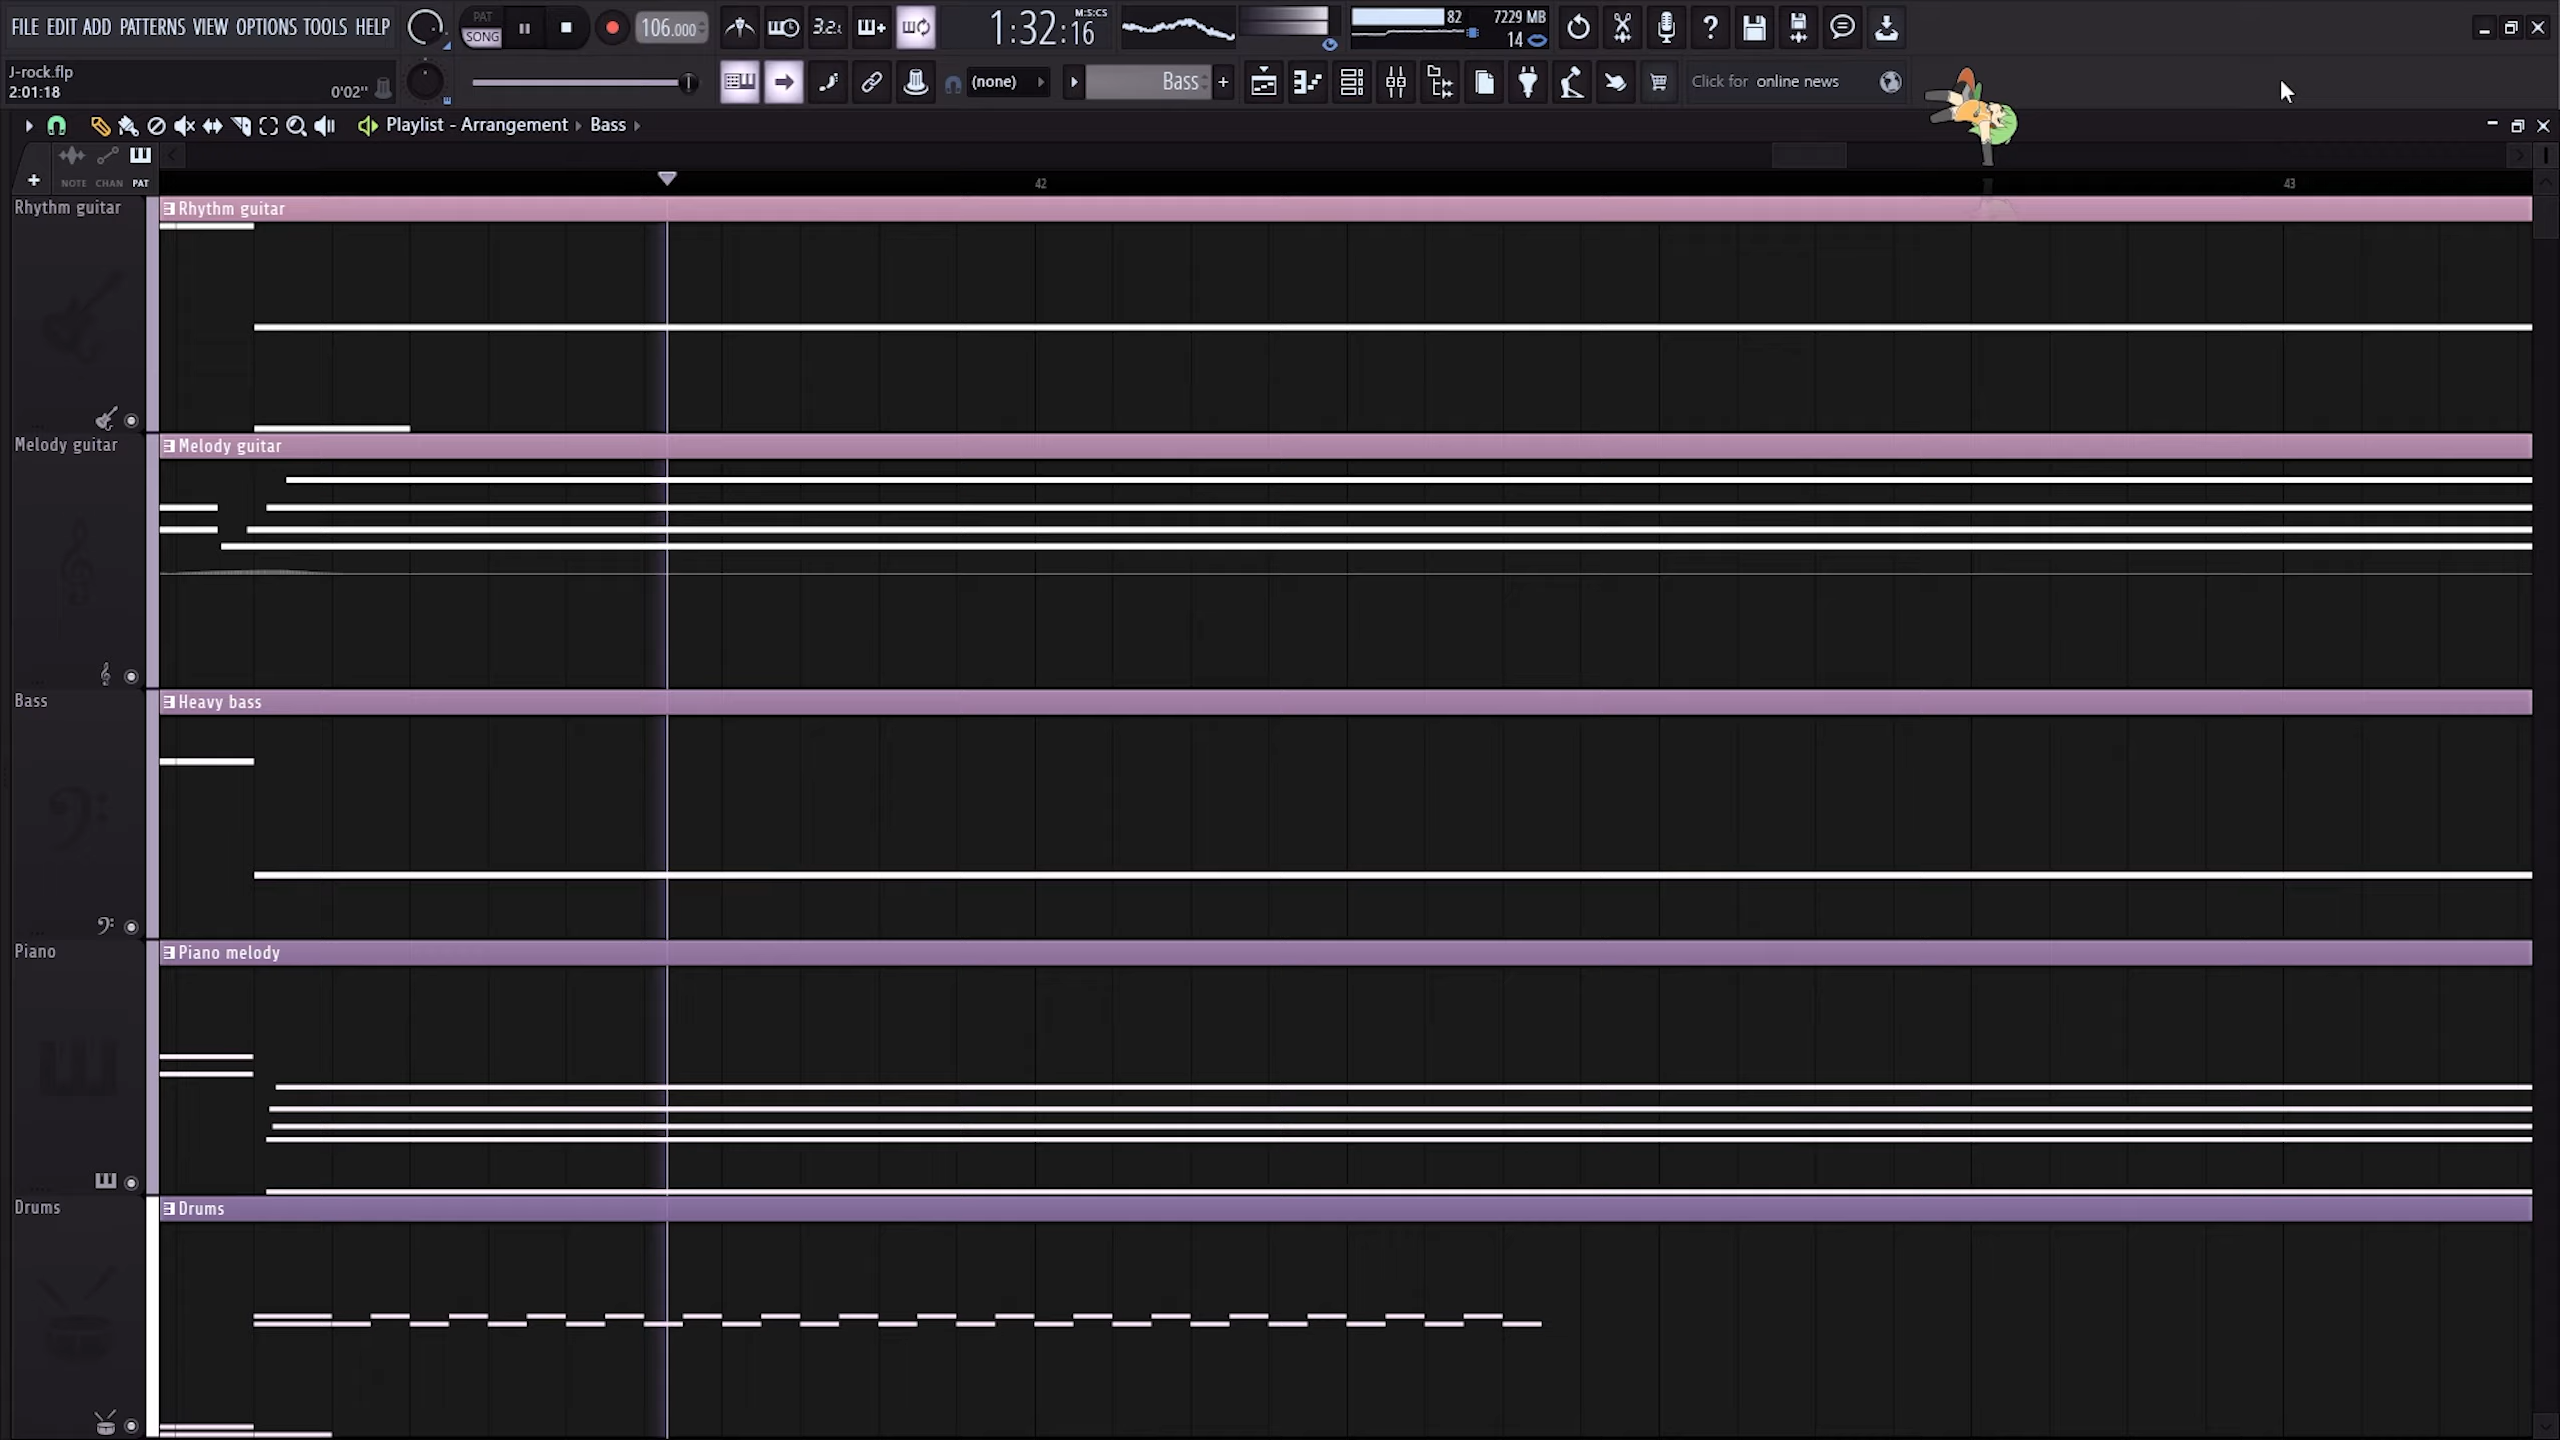 FILE EDIT ADD PATTERNS VIEW OPTIONS TOOLS HELP
PAT
SONG
106.000
3.2.
1:32:16
M:S:CS
82
7229 MB
14
J-rock.flp
2:01:18
0'02"
(none)
Bass
Click for online news
Playlist - Arrangement Bass
NOTE CHAN PAT
42
43
Rhythm guitar
Rhythm guitar
Melody guitar
Melody guitar
Bass
Heavy bass
Piano
Piano melody
Drums
Drums